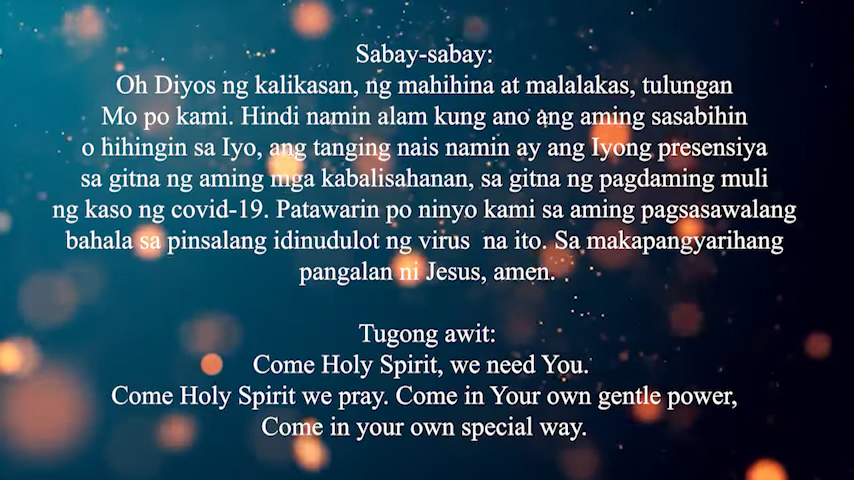 Sabay-sabay:
Oh Diyos ng kalikasan, ng mahihina at malalakas, tulungan
Mo po kami. Hindi namin alam kung ano ang aming sasabihin
o hihingin sa Iyo, ang tanging nais namin ay ang Iyong presensiya
sa gitna ng aming mga kabalisahanan, sa gitna ng pagdaming muli
ng kaso ng covid-19. Patawarin po ninyo kami sa aming pagsasawalang
bahala sa pinsalang idinudulot ng virus  na ito. Sa makapangyarihang
pangalan ni Jesus, amen.
Tugong awit:
Come Holy Spirit, we need You.
Come Holy Spirit we pray. Come in Your own gentle power,
Come in your own special way.